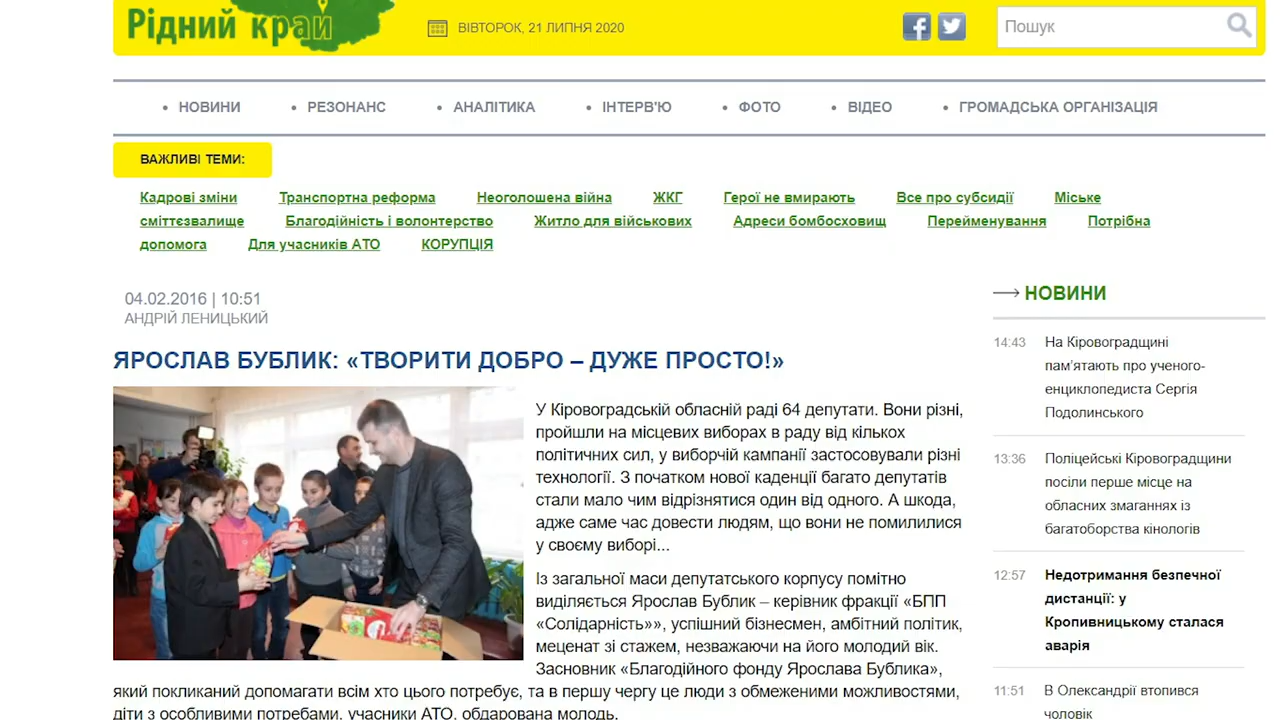 Рідний край
ВІВТОРОК, 21 ЛИПНЯ 2020
Пошук
НОВИНИ
РЕЗОНАНС
АНАЛІТИКА
ІНТЕРВ'Ю
ФОТО
ВІДЕО
ГРОМАДСЬКА ОРГАНІЗАЦІЯ
ВАЖЛИВІ ТЕМИ:
Кадрові зміни Транспортна реформа Неоголошена війна ЖКГ Герої не вмирають Все про субсидії Міське
сміттєзвалище Благодійність і волонтерство Житло для військових Адреси бомбосховищ Перейменування Потрібна
допомога Для учасників АТО КОРУПЦІЯ
04.02.2016 | 10:51
АНДРІЙ ЛЕНИЦЬКИЙ
ЯРОСЛАВ БУБЛИК: «ТВОРИТИ ДОБРО – ДУЖЕ ПРОСТО!»
У Кіровоградській обласній раді 64 депутати. Вони різні,
пройшли на місцевих виборах в раду від кількох
політичних сил, у виборчій кампанії застосовували різні
технології. З початком нової каденції багато депутатів
стали мало чим відрізнятися один від одного. А шкода,
адже саме час довести людям, що вони не помилилися
у своєму виборі...
Із загальної маси депутатського корпусу помітно
виділяється Ярослав Бублик – керівник фракції «БПП
«Солідарність»», успішний бізнесмен, амбітний політик,
меценат зі стажем, незважаючи на його молодий вік.
Засновник «Благодійного фонду Ярослава Бублика»,
який покликаний допомагати всім хто цього потребує, та в першу чергу це люди з обмеженими можливостями,
діти з особливими потребами, учасники АТО, обдарована молодь.
НОВИНИ
14:43 На Кіровоградщині
пам'ятають про ученого-
енциклопедиста Сергія
Подолинського
13:36 Поліцейські Кіровоградщини
посіли перше місце на
обласних змаганнях із
багатоборства кінологів
12:57 Недотримання безпечної
дистанції: у
Кропивницькому сталася
аварія
11:51 В Олександрії втопився
чоловік